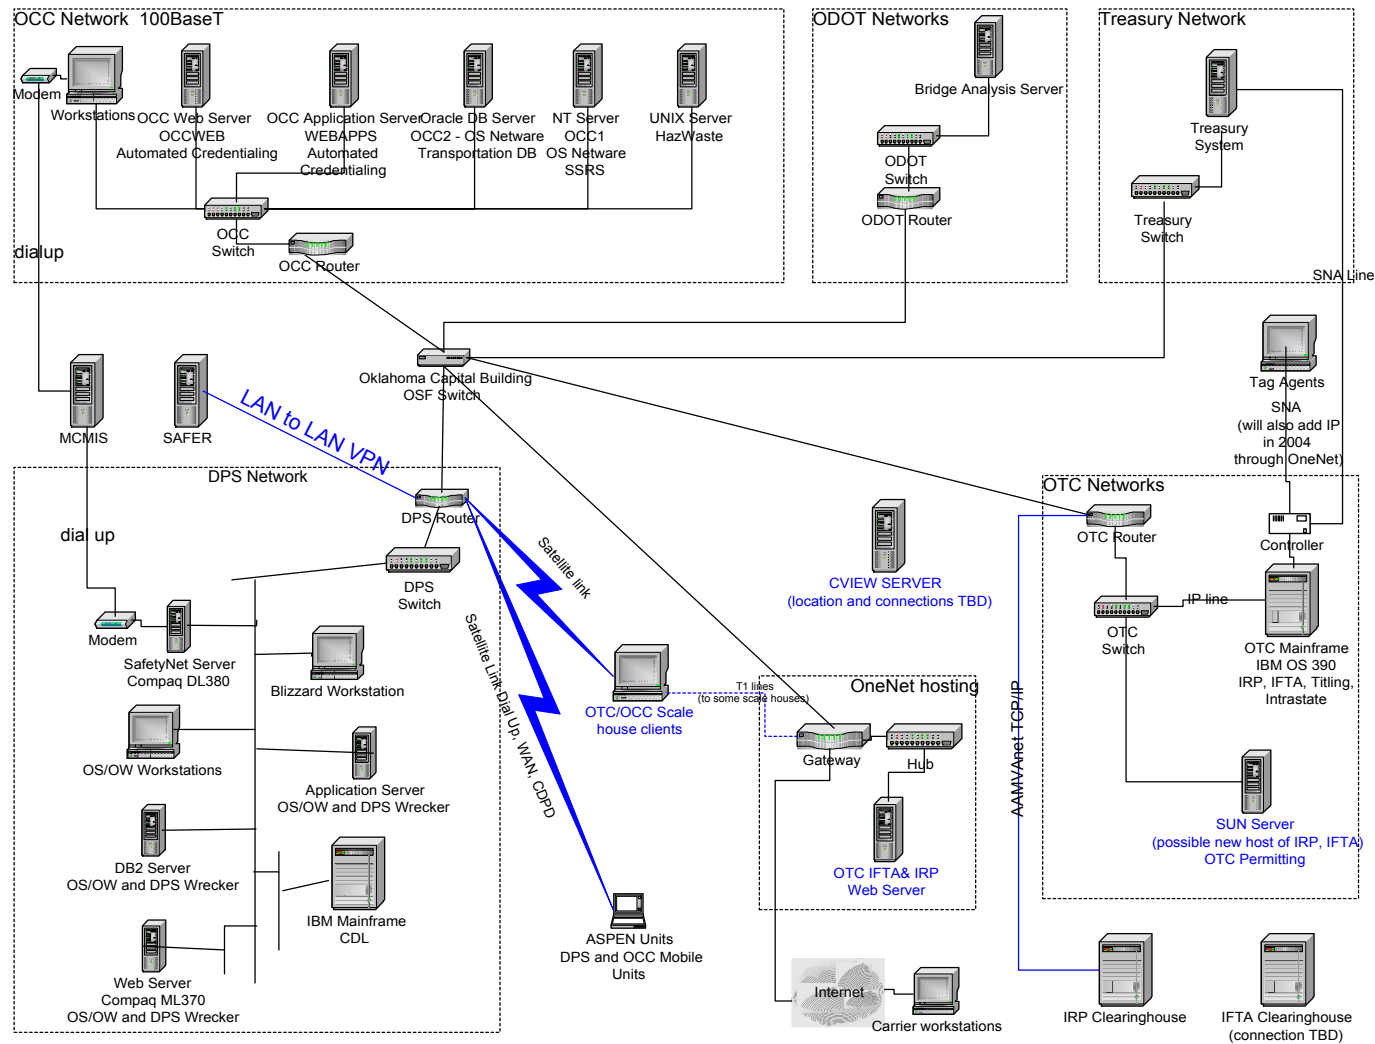 OCC Network  100BaseT
ODOT Networks
Treasury Network
Modem
Workstations
OCC Web Server
OCCWEB
Automated Credentialing
OCC Application Server
WEBAPPS
Automated
Credentialing
Oracle DB Server
OCC2 - OS Netware
Transportation DB
NT Server
OCC1
OS Netware
SSRS
UNIX Server
HazWaste
Bridge Analysis Server
Treasury
System
ODOT
Switch
ODOT Router
Treasury
Switch
OCC
Switch
OCC Router
dialup
SNA Line
Oklahoma Capital Building
OSF Switch
Tag Agents
SNA
(will also add IP
in 2004
through OneNet)
MCMIS
SAFER
LAN to LAN VPN
DPS Network
DPS Router
dial up
DPS
Switch
Satellite link
Satellite Link-Dial Up, WAN, CDPD
CVIEW SERVER
(location and connections TBD)
OTC Networks
OTC Router
Controller
IP line
OTC
Switch
OTC Mainframe
IBM OS 390
IRP, IFTA, Titling,
Intrastate
Modem
SafetyNet Server
Compaq DL380
Blizzard Workstation
OS/OW Workstations
Application Server
OS/OW and DPS Wrecker
DB2 Server
OS/OW and DPS Wrecker
IBM Mainframe
CDL
Web Server
Compaq ML370
OS/OW and DPS Wrecker
OTC/OCC Scale
house clients
T1 lines
(to some scale houses)
OneNet hosting
Gateway
Hub
OTC IFTA& IRP
Web Server
AAMVAnet TCP/IP
SUN Server
(possible new host of IRP, IFTA)
OTC Permitting
ASPEN Units
DPS and OCC Mobile
Units
Internet
Carrier workstations
IRP Clearinghouse
IFTA Clearinghouse
(connection TBD)